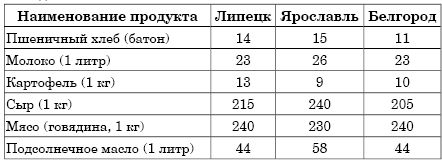 Наименование продукта Липецк Ярославль Белгород
Пшеничный хлеб (батон) 14 15 11
Молоко (1 литр) 23 26 23
Картофель (1 кг) 13 9 10
Сыр (1 кг) 215 240 205
Мясо (говядина, 1 кг) 240 230 240
Подсолнечное масло (1 литр) 44 58 44